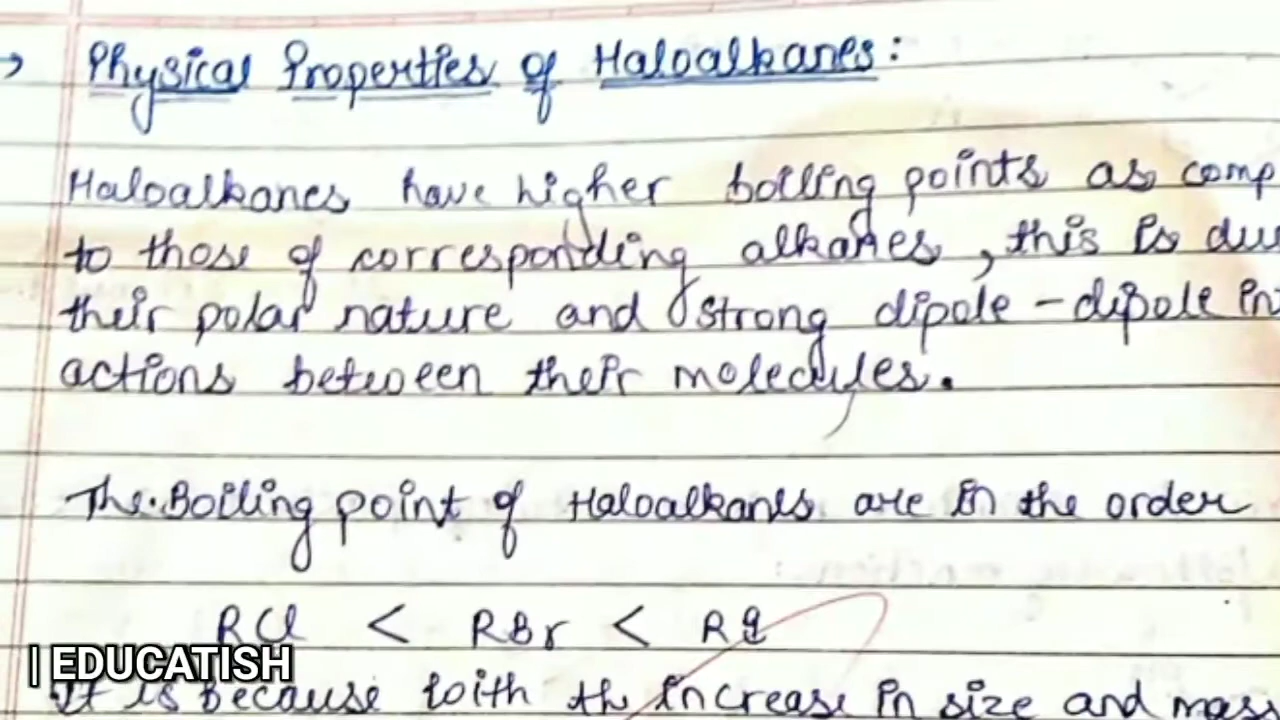 → Physical Properties of Haloalkanes:
Haloalkanes have higher boiling points as comp
to those of corresponding alkanes, this is du
their polar nature and strong dipole - dipole int
actions between their molecules.
The. Boiling point of Haloalkanes are in the order
RCl < RBr < RI
| EDUCATISH
It is because with the increase in size and mass